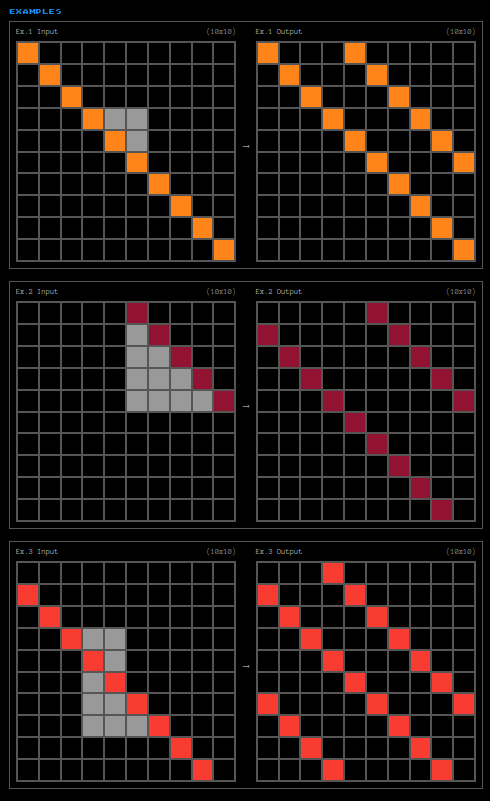 EXAMPLES
Ex.1 Input (10x10) Ex.1 Output (10x10)
→
Ex.2 Input (10x10) Ex.2 Output (10x10)
→
Ex.3 Input (10x10) Ex.3 Output (10x10)
→